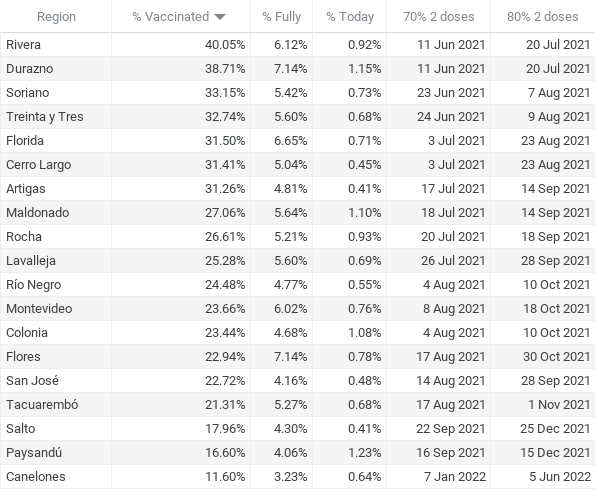 Region % Vaccinated % Fully % Today 70% 2 doses 80% 2 doses
Rivera 40.05% 6.12% 0.92% 11 Jun 2021 20 Jul 2021
Durazno 38.71% 7.14% 1.15% 11 Jun 2021 20 Jul 2021
Soriano 33.15% 5.42% 0.73% 23 Jun 2021 7 Aug 2021
Treinta y Tres 32.74% 5.60% 0.68% 24 Jun 2021 9 Aug 2021
Florida 31.50% 6.65% 0.71% 3 Jul 2021 23 Aug 2021
Cerro Largo 31.41% 5.04% 0.45% 3 Jul 2021 23 Aug 2021
Artigas 31.26% 4.81% 0.41% 17 Jul 2021 14 Sep 2021
Maldonado 27.06% 5.64% 1.10% 18 Jul 2021 14 Sep 2021
Rocha 26.61% 5.21% 0.93% 20 Jul 2021 18 Sep 2021
Lavalleja 25.28% 5.60% 0.69% 26 Jul 2021 28 Sep 2021
Río Negro 24.48% 4.77% 0.55% 4 Aug 2021 10 Oct 2021
Montevideo 23.66% 6.02% 0.76% 8 Aug 2021 18 Oct 2021
Colonia 23.44% 4.68% 1.08% 4 Aug 2021 10 Oct 2021
Flores 22.94% 7.14% 0.78% 17 Aug 2021 30 Oct 2021
San José 22.72% 4.16% 0.48% 14 Aug 2021 28 Sep 2021
Tacuarembó 21.31% 5.27% 0.68% 17 Aug 2021 1 Nov 2021
Salto 17.96% 4.30% 0.41% 22 Sep 2021 25 Dec 2021
Paysandú 16.60% 4.06% 1.23% 16 Sep 2021 15 Dec 2021
Canelones 11.60% 3.23% 0.64% 7 Jan 2022 5 Jun 2022